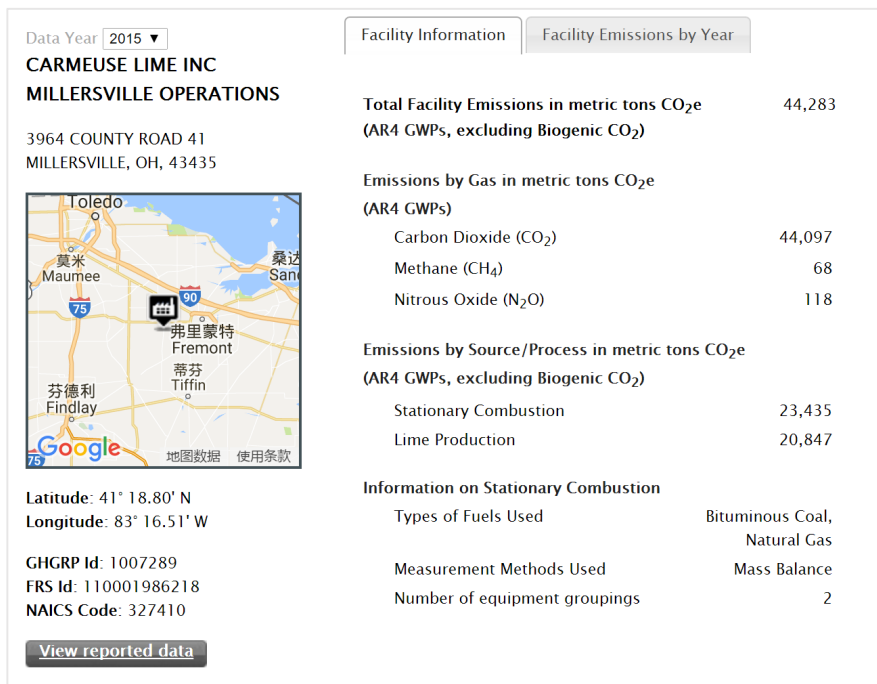 Data Year 2015 ▼
CARMEUSE LIME INC
MILLERSVILLE OPERATIONS
3964 COUNTY ROAD 41
MILLERSVILLE, OH, 43435
Toledo
莫米
Maumee
桑达
Sand
75
90
弗里蒙特
Fremont
蒂芬
Tiffin
芬德利
Findlay
Google
75
地图数据 使用条款
Latitude: 41° 18.80' N
Longitude: 83° 16.51' W
GHGRP Id: 1007289
FRS Id: 110001986218
NAICS Code: 327410
View reported data
Facility Information Facility Emissions by Year
Total Facility Emissions in metric tons CO₂e 44,283
(AR4 GWPs, excluding Biogenic CO₂)
Emissions by Gas in metric tons CO₂e
(AR4 GWPs)
Carbon Dioxide (CO₂) 44,097
Methane (CH₄) 68
Nitrous Oxide (N₂O) 118
Emissions by Source/Process in metric tons CO₂e
(AR4 GWPs, excluding Biogenic CO₂)
Stationary Combustion 23,435
Lime Production 20,847
Information on Stationary Combustion
Types of Fuels Used Bituminous Coal,
Natural Gas
Measurement Methods Used Mass Balance
Number of equipment groupings 2